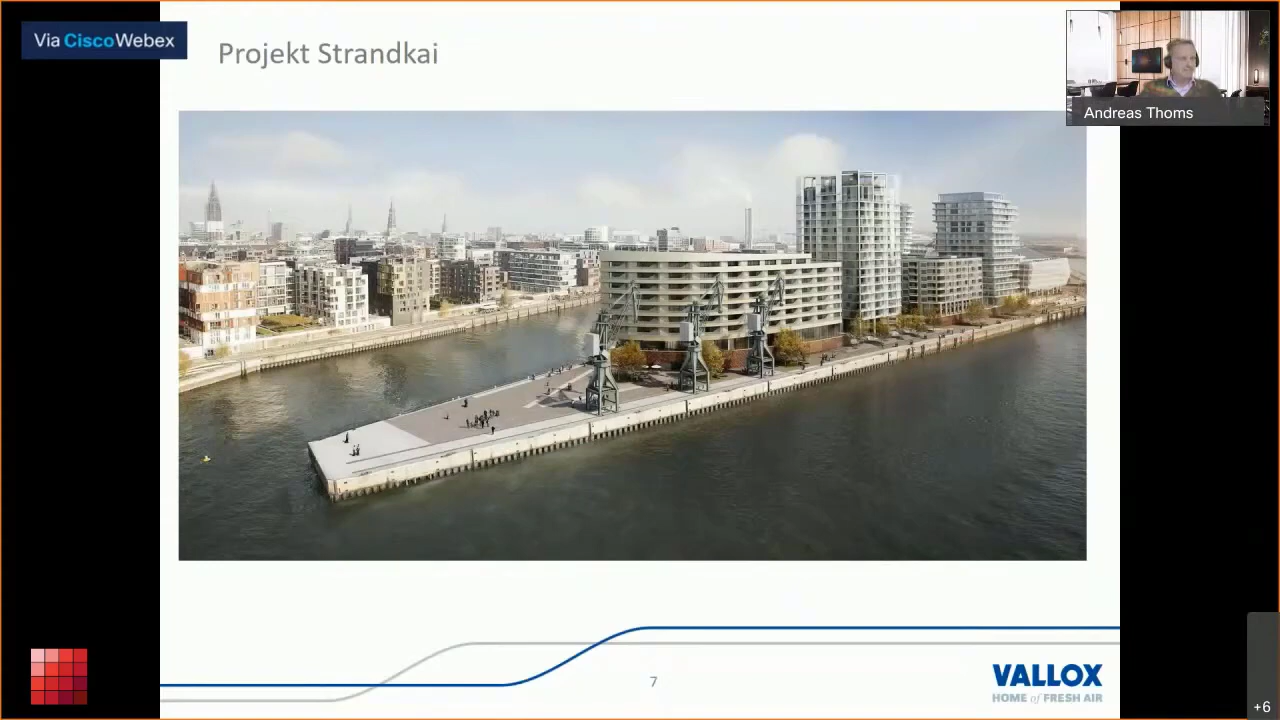 Via CiscoWebex
Projekt Strandkai
Andreas Thoms
7
VALLOX
HOME of FRESH AIR
+6